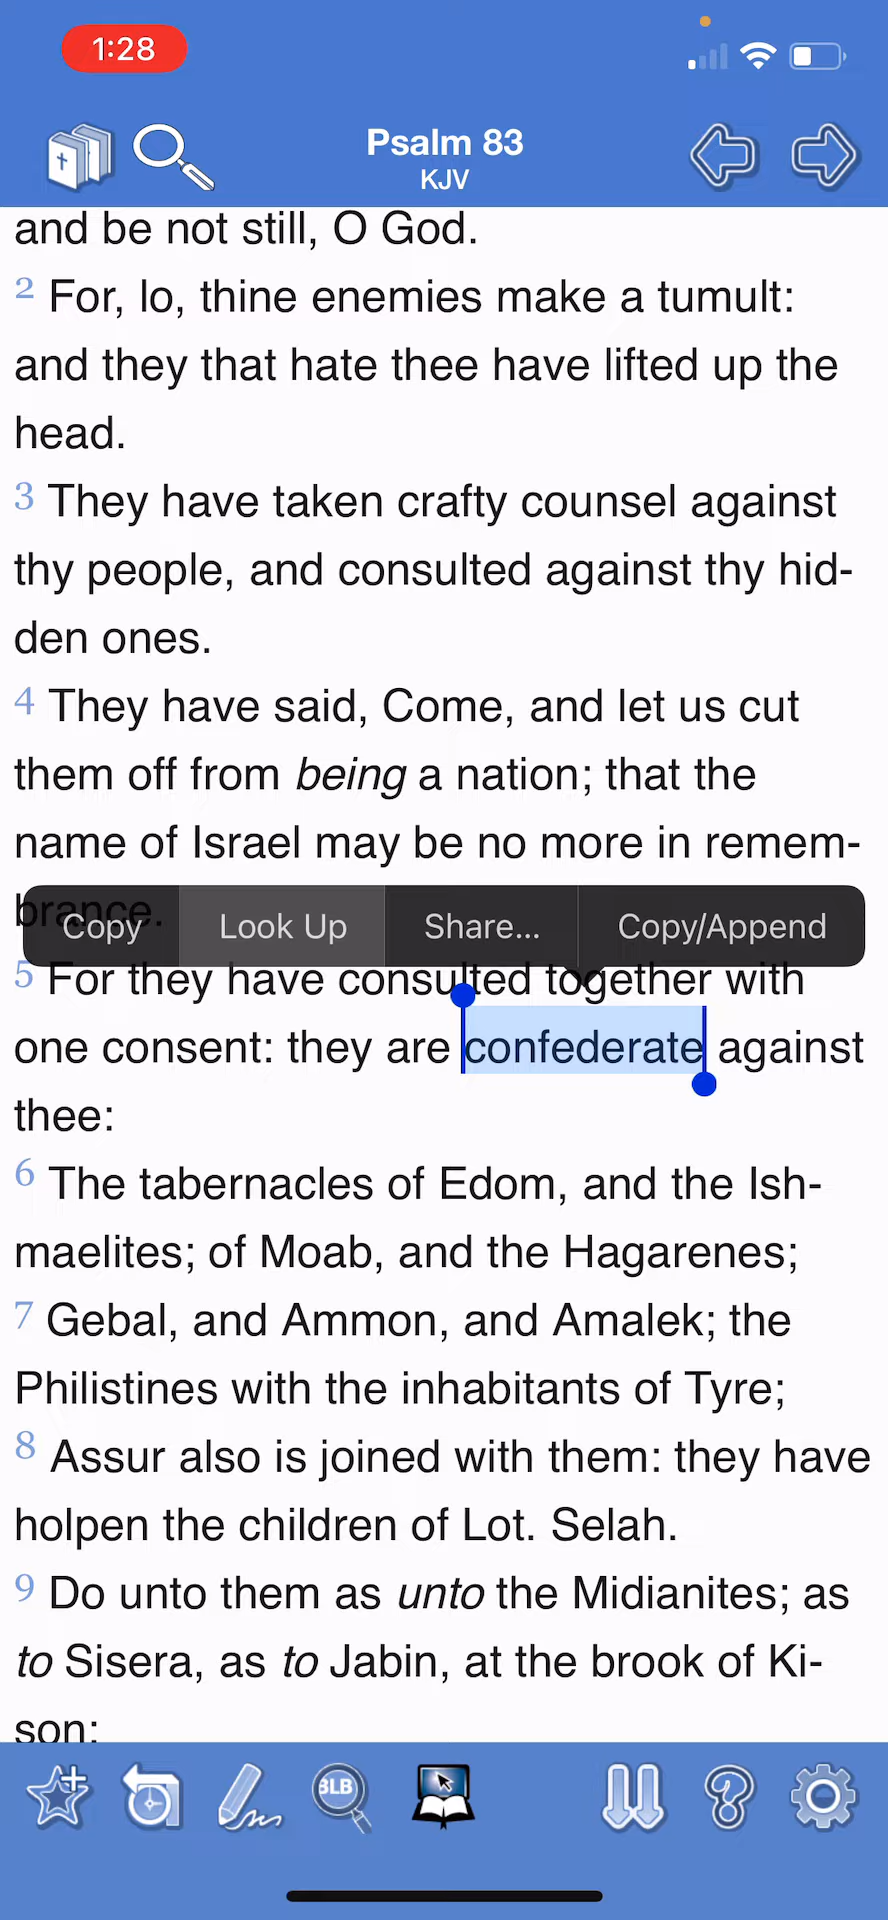 1:28
Psalm 83
KJV
and be not still, O God.
2 For, lo, thine enemies make a tumult:
and they that hate thee have lifted up the
head.
3 They have taken crafty counsel against
thy people, and consulted against thy hid-
den ones.
4 They have said, Come, and let us cut
them off from being a nation; that the
name of Israel may be no more in remem-
brance.
Copy Look Up Share... Copy/Append
5 For they have consulted together with
one consent: they are confederate against
thee:
6 The tabernacles of Edom, and the Ish-
maelites; of Moab, and the Hagarenes;
7 Gebal, and Ammon, and Amalek; the
Philistines with the inhabitants of Tyre;
8 Assur also is joined with them: they have
holpen the children of Lot. Selah.
9 Do unto them as unto the Midianites; as
to Sisera, as to Jabin, at the brook of Ki-
son:
BLB